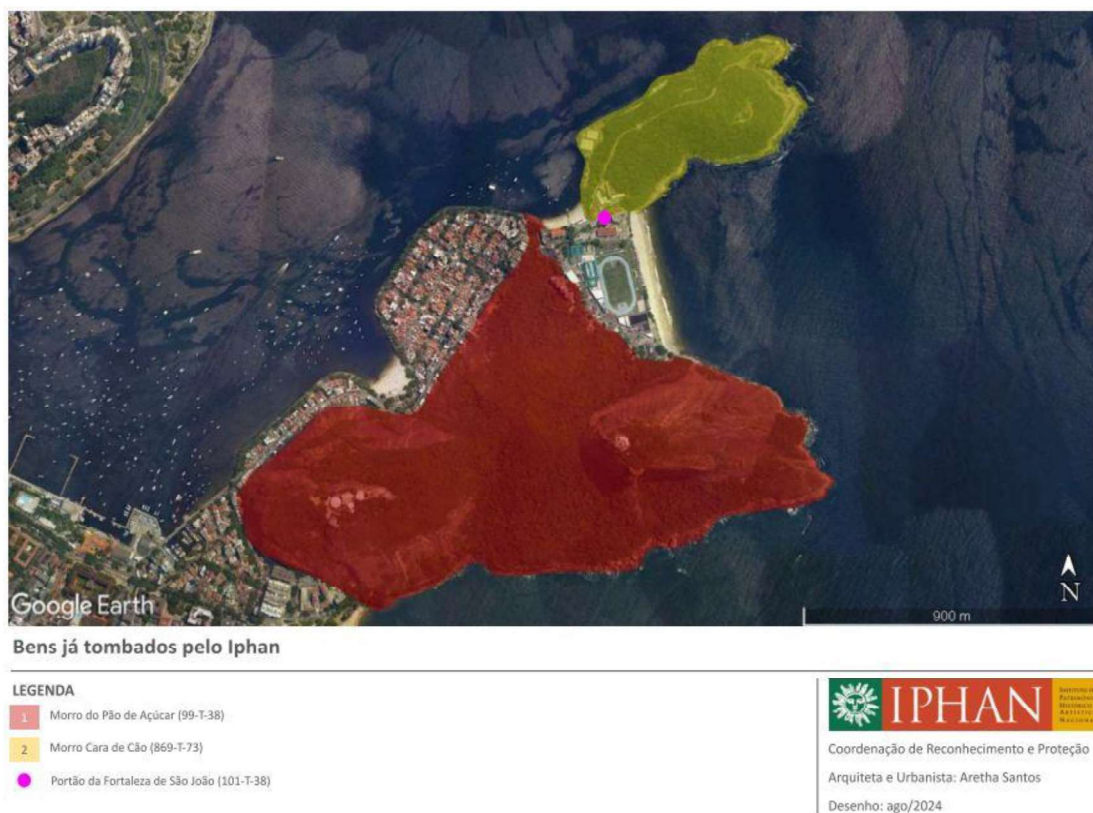 Google Earth
900 m
N
Bens já tombados pelo Iphan
LEGENDA
1 Morro do Pão de Açúcar (99-T-38)
2 Morro Cara de Cão (869-T-73)
Portão da Fortaleza de São João (101-T-38)
IPHAN
Coordenação de Reconhecimento e Proteção
Arquiteta e Urbanista: Aretha Santos
Desenho: ago/2024